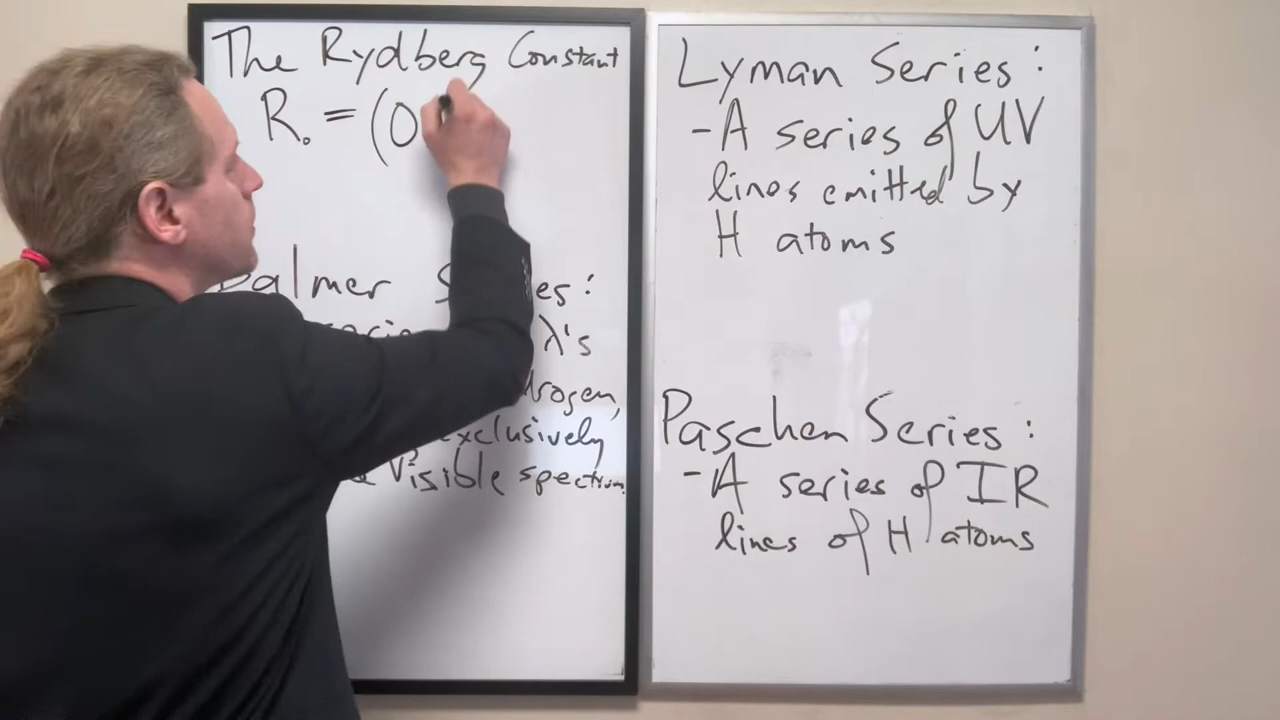 The Rydberg Constant
R. = (0
Balmer es:
λ's
drogen,
exclusively
Visible spectrum.
Lyman Series:
-A series of UV
lines emitted by
H atoms
Paschen Series:
-A series of IR
lines of H atoms